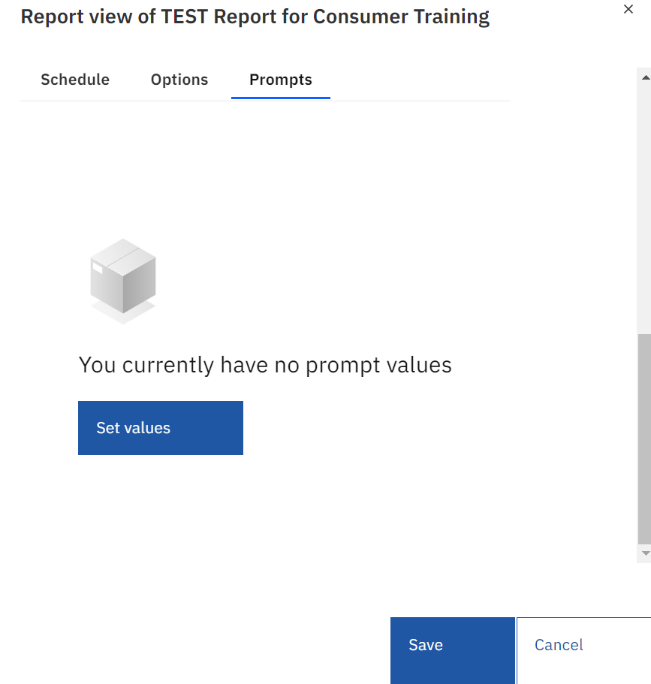 Report view of TEST Report for Consumer Training
Schedule Options Prompts
You currently have no prompt values
Set values
Save Cancel